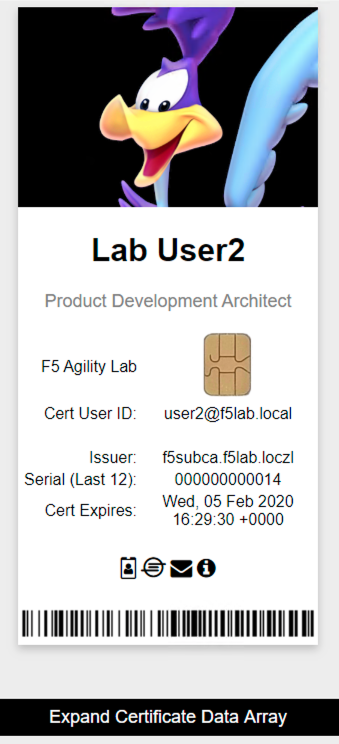 Lab User2
Product Development Architect
F5 Agility Lab
Cert User ID: user2@f5lab.local
Issuer: f5subca.f5lab.loczl
Serial (Last 12): 000000000014
Cert Expires: Wed, 05 Feb 2020
16:29:30 +0000
Expand Certificate Data Array